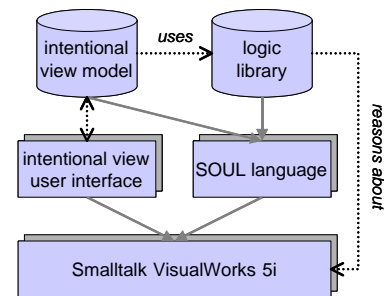 intentional
view model
uses
logic
library
intentional view
user interface
SOUL language
reasons about
Smalltalk VisualWorks 5i